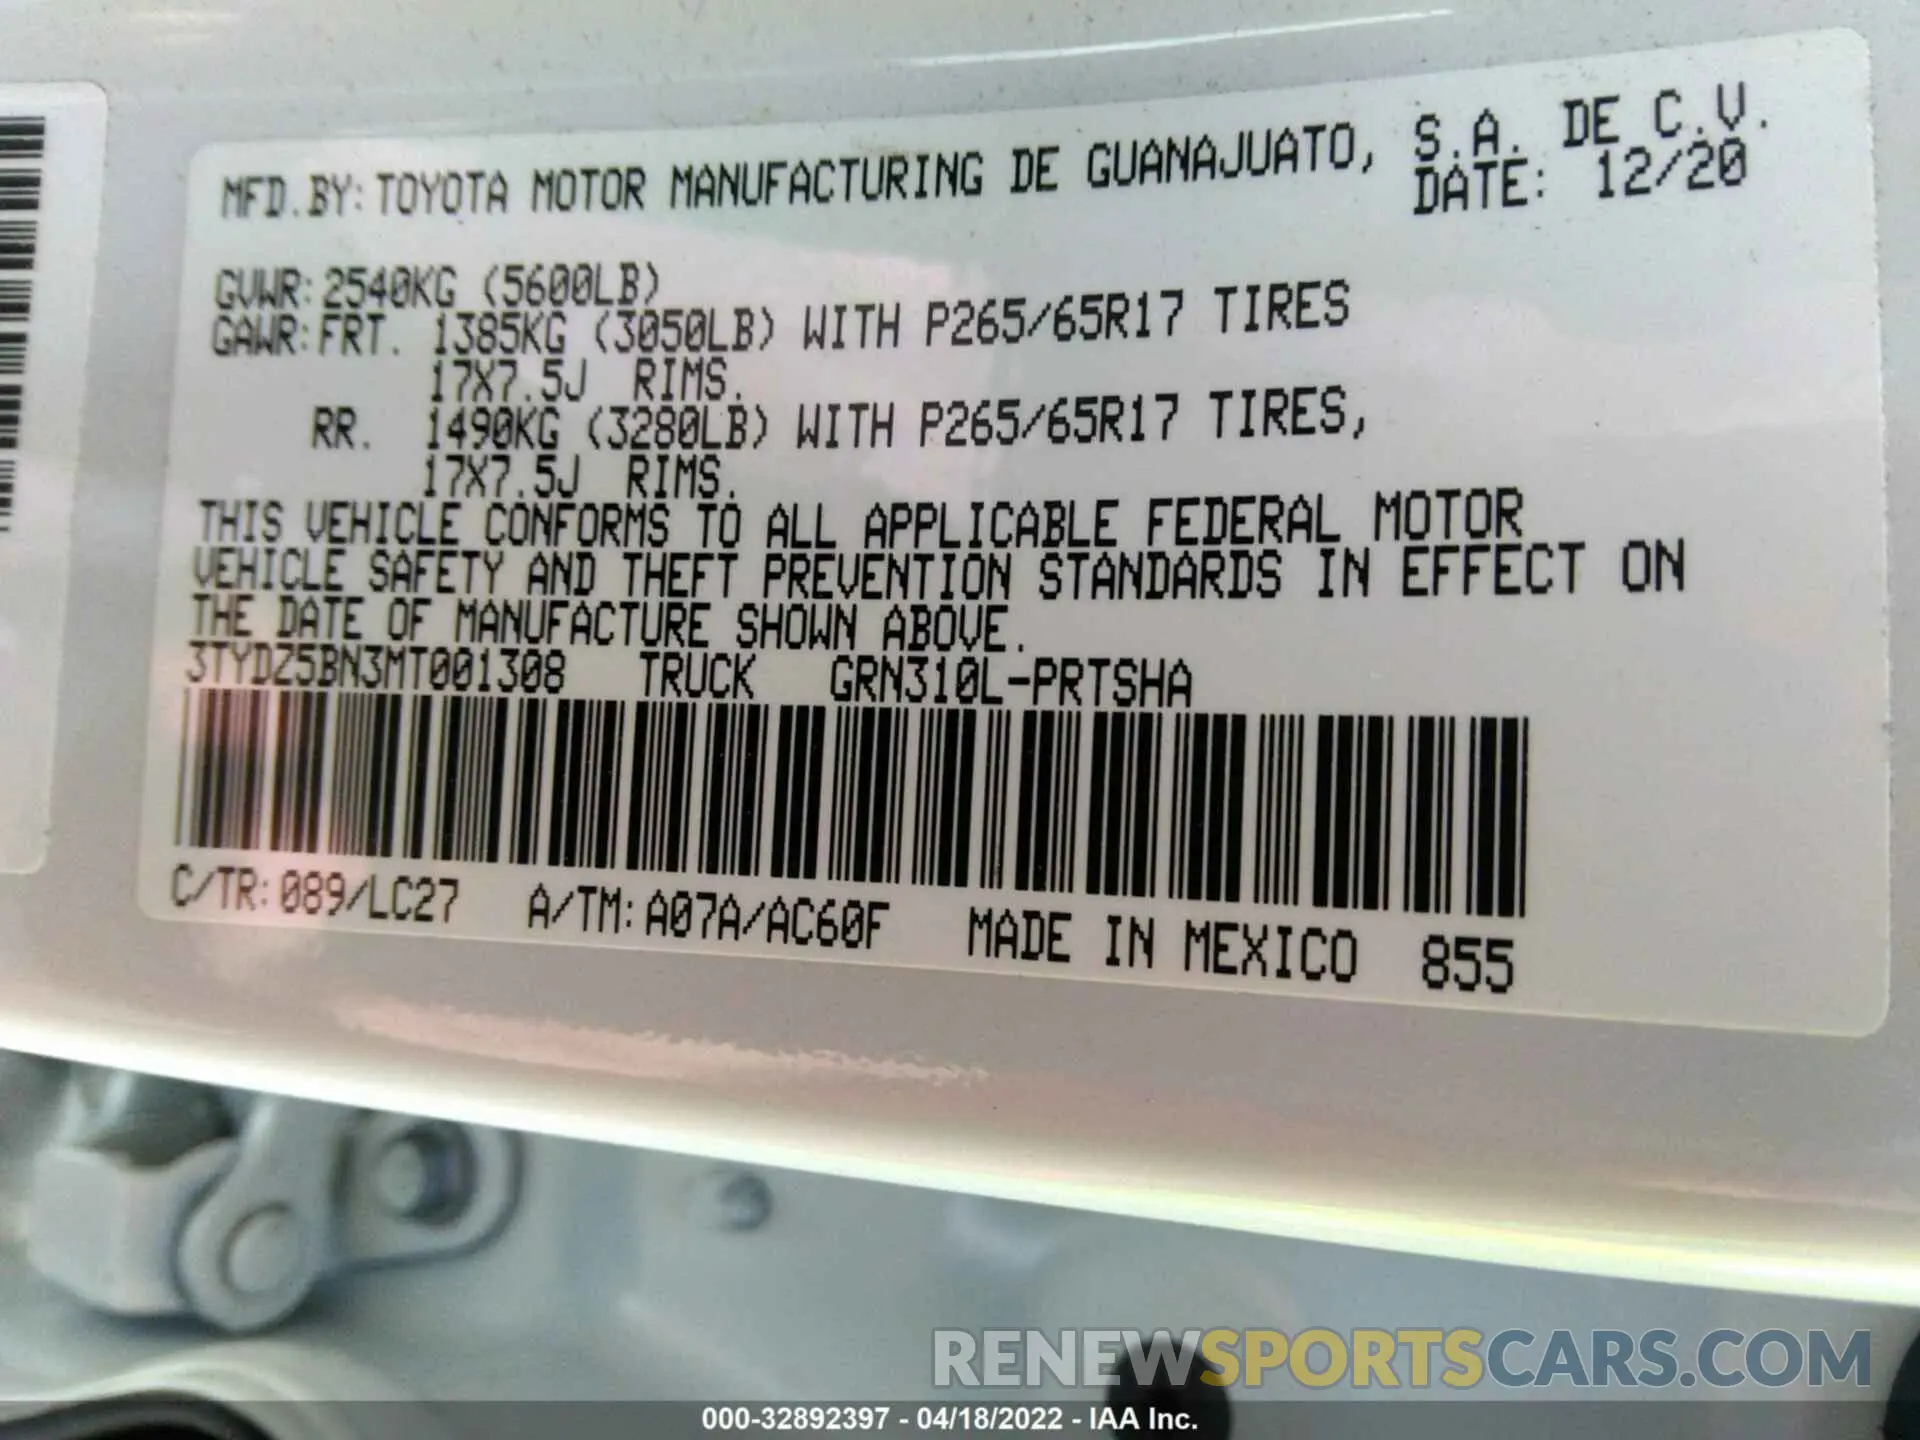 MFD.BY:TOYOTA MOTOR MANUFACTURING DE GUANAJUATO, S.A. DE C.V.
DATE: 12/20
GVWR:2540KG (5600LB)
GAWR:FRT. 1385KG (3050LB) WITH P265/65R17 TIRES
17X7.5J RIMS.
RR. 1490KG (3280LB) WITH P265/65R17 TIRES,
17X7.5J RIMS.
THIS VEHICLE CONFORMS TO ALL APPLICABLE FEDERAL MOTOR
VEHICLE SAFETY AND THEFT PREVENTION STANDARDS IN EFFECT ON
THE DATE OF MANUFACTURE SHOWN ABOVE.
3TYDZ5BN3MT001308 TRUCK GRN310L-PRTSHA
C/TR:089/LC27 A/TM:A07A/AC60F MADE IN MEXICO 855
RENEWSPORTSCARS.COM
000-32892397 - 04/18/2022 - IAA Inc.